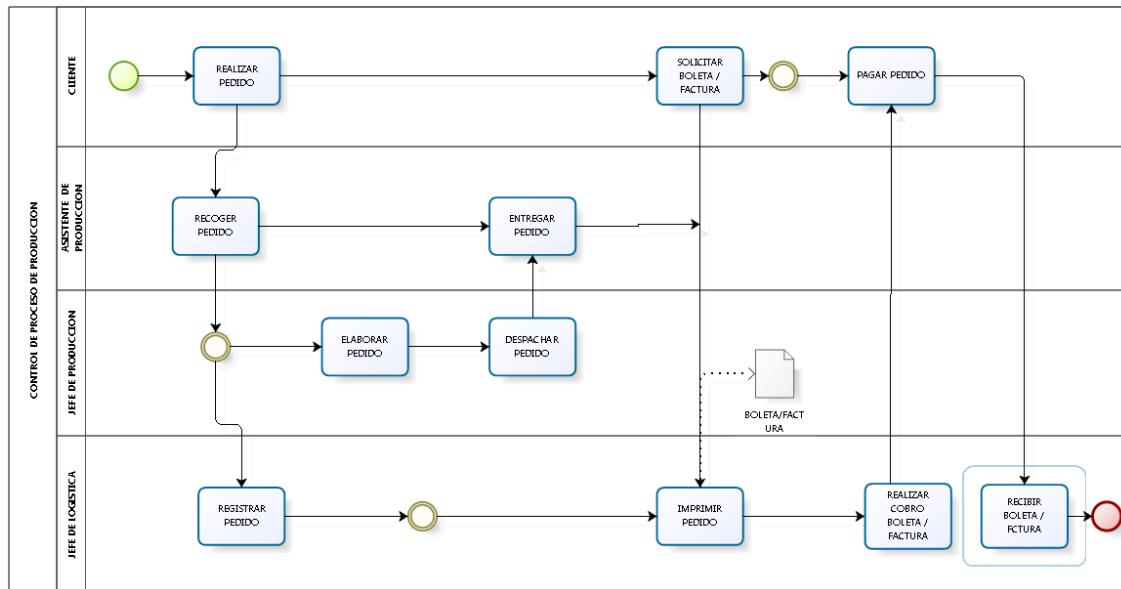 CONTROL DE PROCESO DE PRODUCCION
CLIENTE
REALIZAR
PEDIDO
SOLICITAR
BOLETA /
FACTURA
PAGAR PEDIDO
ASISTENTE DE
PRODUCCION
RECOGER
PEDIDO
ENTREGAR
PEDIDO
JEFE DE PRODUCCION
ELABORAR
PEDIDO
DESPACHAR
PEDIDO
BOLETA/FACT
URA
JEFE DE LOGISTICA
REGISTRAR
PEDIDO
IMPRIMIR
PEDIDO
REALIZAR
COBRO
BOLETA /
FACTURA
RECIBIR
BOLETA /
FCTURA